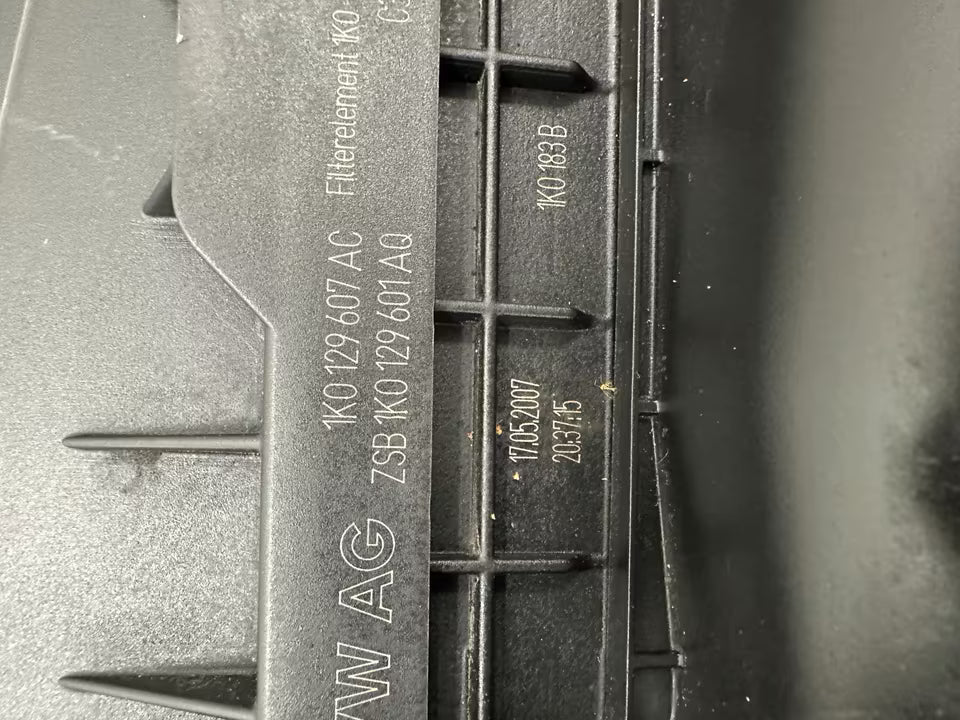 VW AG
1K0 129 607 AC Filterelement 1K0
ZSB 1K0 129 601 AQ
1K0 183 B
17.05.2007
20:37:15